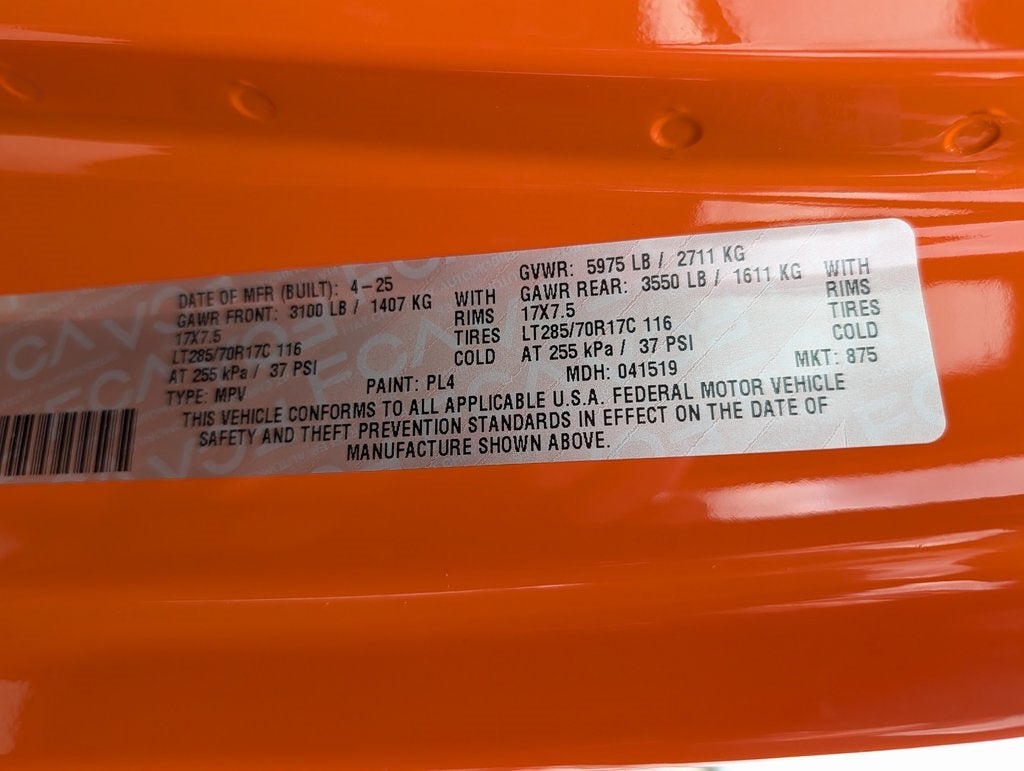 DATE OF MFR (BUILT): 4-25
GAWR FRONT: 3100 LB / 1407 KG WITH
17X7.5 RIMS
LT285/70R17C 116 TIRES
AT 255 kPa / 37 PSI COLD
TYPE: MPV PAINT: PL4
GVWR: 5975 LB / 2711 KG
GAWR REAR: 3550 LB / 1611 KG WITH
17X7.5 RIMS
LT285/70R17C 116 TIRES
AT 255 kPa / 37 PSI COLD
MDH: 041519 MKT: 875
THIS VEHICLE CONFORMS TO ALL APPLICABLE U.S.A. FEDERAL MOTOR VEHICLE
SAFETY AND THEFT PREVENTION STANDARDS IN EFFECT ON THE DATE OF
MANUFACTURE SHOWN ABOVE.